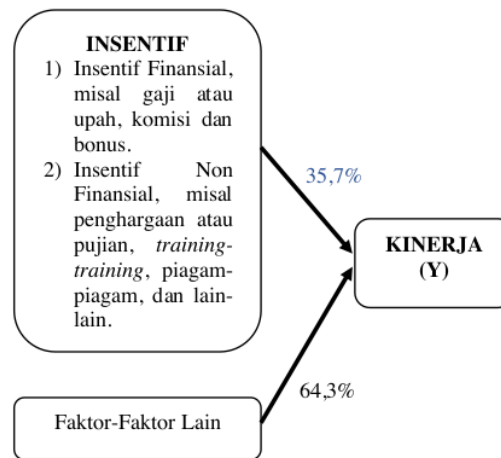 INSENTIF
1) Insentif Finansial,
misal gaji atau
upah, komisi dan
bonus.
2) Insentif Non
Finansial, misal
penghargaan atau
pujian, training-
training, piagam-
piagam, dan lain-
lain.
35,7%
KINERJA
(Y)
64,3%
Faktor-Faktor Lain